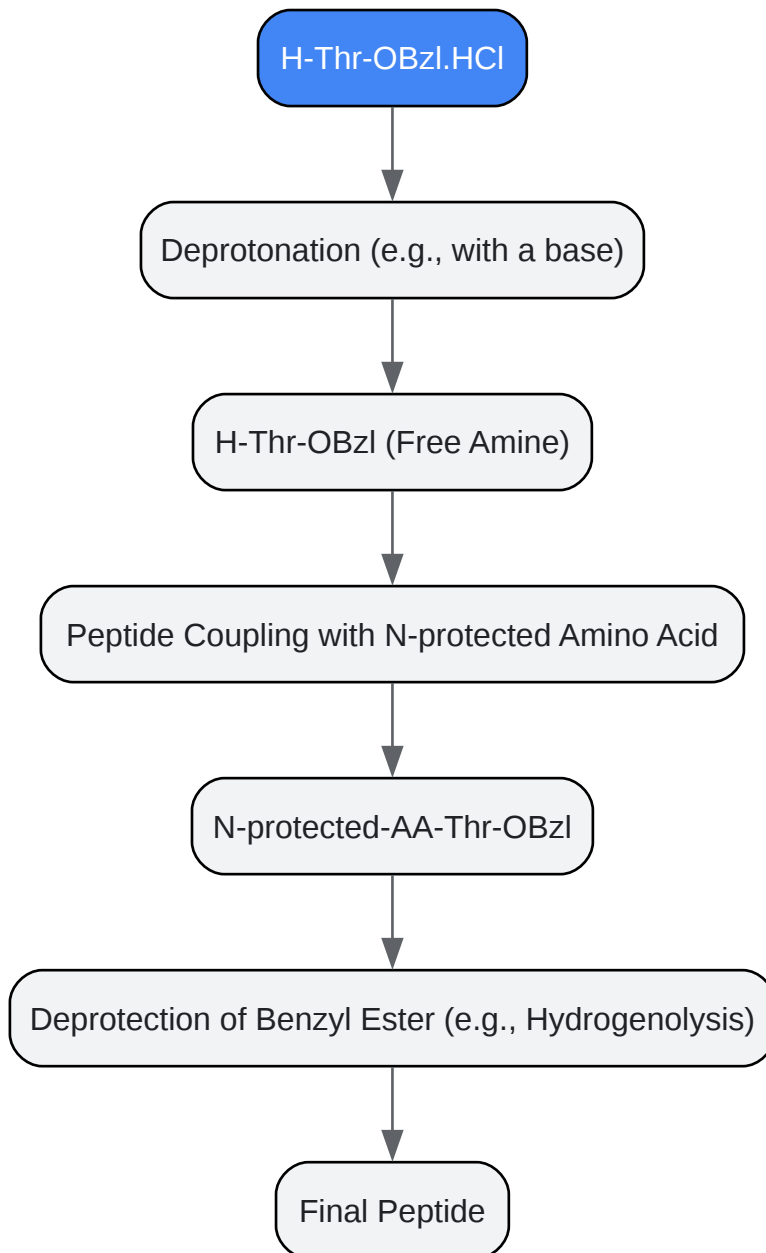 H-Thr-OBzl.HCl
Deprotonation (e.g., with a base)
H-Thr-OBzl (Free Amine)
Peptide Coupling with N-protected Amino Acid
N-protected-AA-Thr-OBzl
Deprotection of Benzyl Ester (e.g., Hydrogenolysis)
Final Peptide